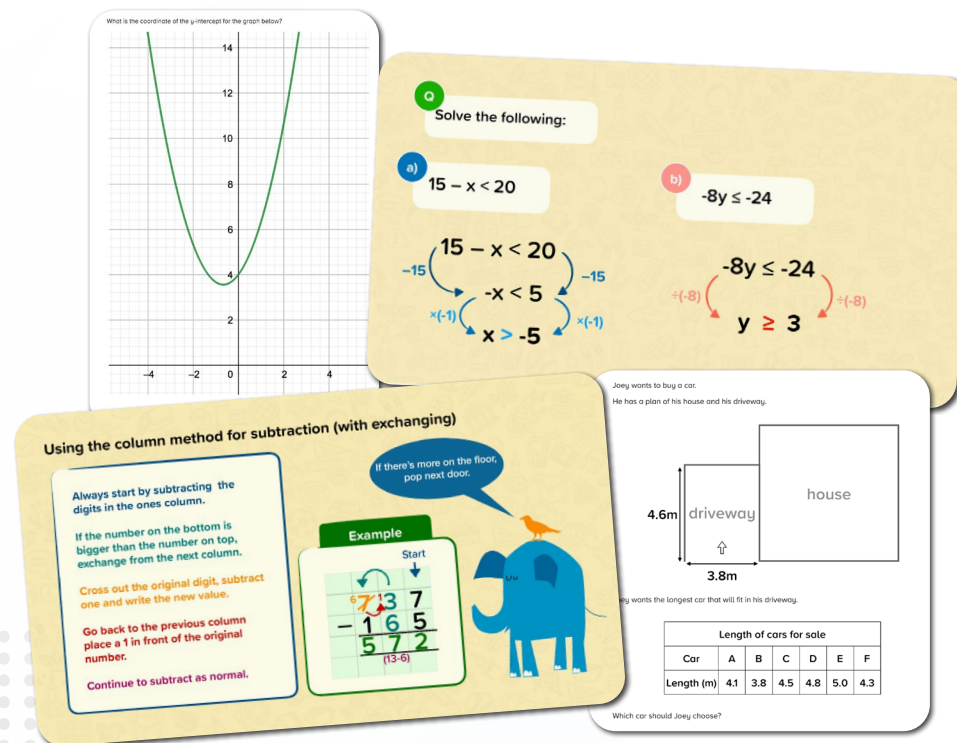 What is the coordinate of the y-intercept for the graph below?
14
12
10
8
6
4
2
-4 -2 0 2 4
Q
Solve the following:
a)
15 – x < 20
15 – x < 20
–15 –15
-x < 5
×(-1) ×(-1)
x > -5
b)
-8y ≤ -24
-8y ≤ -24
÷(-8) ÷(-8)
y ≥ 3
Using the column method for subtraction (with exchanging)
Always start by subtracting the
digits in the ones column.
If the number on the bottom is
bigger than the number on top,
exchange from the next column.
Cross out the original digit, subtract
one and write the new value.
Go back to the previous column
place a 1 in front of the original
number.
Continue to subtract as normal.
If there's more on the floor,
pop next door.
Example
Start
6 7 1 3 7
– 1 6 5
5 7 2
(13-6)
Joey wants to buy a car.
He has a plan of his house and his driveway.
house
4.6m driveway
3.8m
wants the longest car that will fit in his driveway.
Length of cars for sale
Car A B C D E F
Length (m) 4.1 3.8 4.5 4.8 5.0 4.3
Which car should Joey choose?